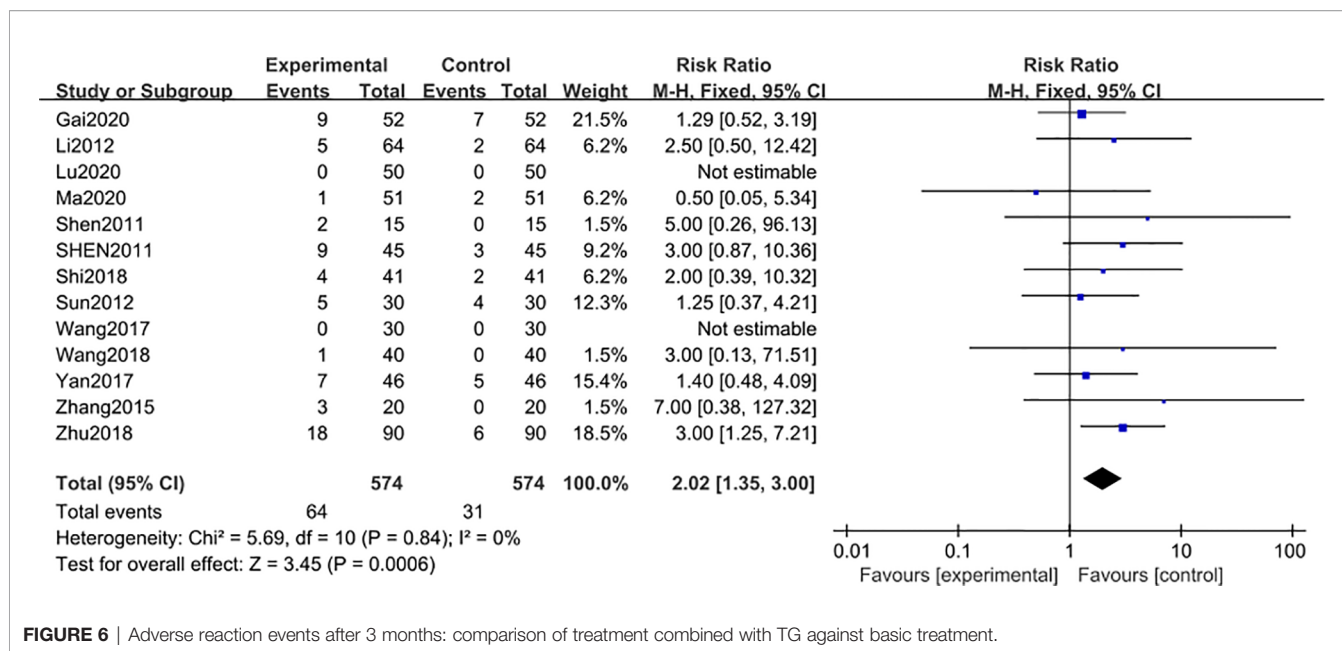 Experimental Control Risk Ratio Risk Ratio
Study or Subgroup Events Total Events Total Weight M-H, Fixed, 95% CI M-H, Fixed, 95% CI
Gai2020 9 52 7 52 21.5% 1.29 [0.52, 3.19]
Li2012 5 64 2 64 6.2% 2.50 [0.50, 12.42]
Lu2020 0 50 0 50 Not estimable
Ma2020 1 51 2 51 6.2% 0.50 [0.05, 5.34]
Shen2011 2 15 0 15 1.5% 5.00 [0.26, 96.13]
SHEN2011 9 45 3 45 9.2% 3.00 [0.87, 10.36]
Shi2018 4 41 2 41 6.2% 2.00 [0.39, 10.32]
Sun2012 5 30 4 30 12.3% 1.25 [0.37, 4.21]
Wang2017 0 30 0 30 Not estimable
Wang2018 1 40 0 40 1.5% 3.00 [0.13, 71.51]
Yan2017 7 46 5 46 15.4% 1.40 [0.48, 4.09]
Zhang2015 3 20 0 20 1.5% 7.00 [0.38, 127.32]
Zhu2018 18 90 6 90 18.5% 3.00 [1.25, 7.21]
Total (95% CI) 574 574 100.0% 2.02 [1.35, 3.00]
Total events 64 31
Heterogeneity: Chi² = 5.69, df = 10 (P = 0.84); I² = 0%
Test for overall effect: Z = 3.45 (P = 0.0006)
0.01 0.1 1 10 100
Favours [experimental] Favours [control]
FIGURE 6 | Adverse reaction events after 3 months: comparison of treatment combined with TG against basic treatment.